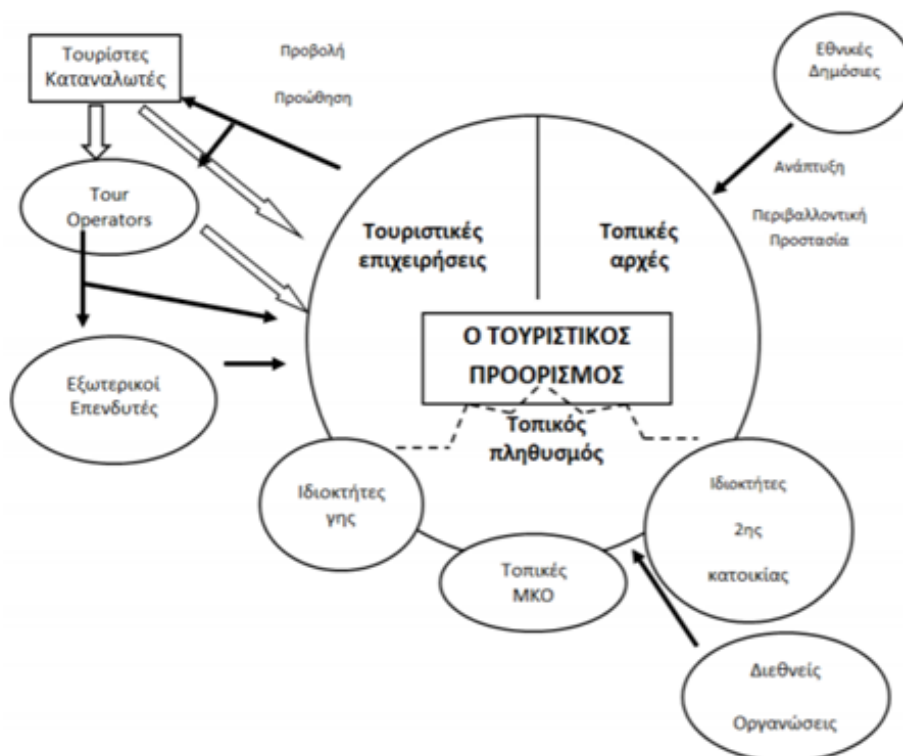 Τουρίστες
Καταναλωτές
Προβολή
Προώθηση
Εθνικές
Δημόσιες
Ανάπτυξη
Περιβαλλοντική
Προστασία
Tour
Operators
Τουριστικές
επιχειρήσεις
Τοπικές
αρχές
Ο ΤΟΥΡΙΣΤΙΚΟΣ
ΠΡΟΟΡΙΣΜΟΣ
Εξωτερικοί
Επενδυτές
Τοπικός
πληθυσμός
Ιδιοκτήτες
γης
Τοπικές
ΜΚΟ
Ιδιοκτήτες
2ης
κατοικίας
Διεθνείς
Οργανώσεις